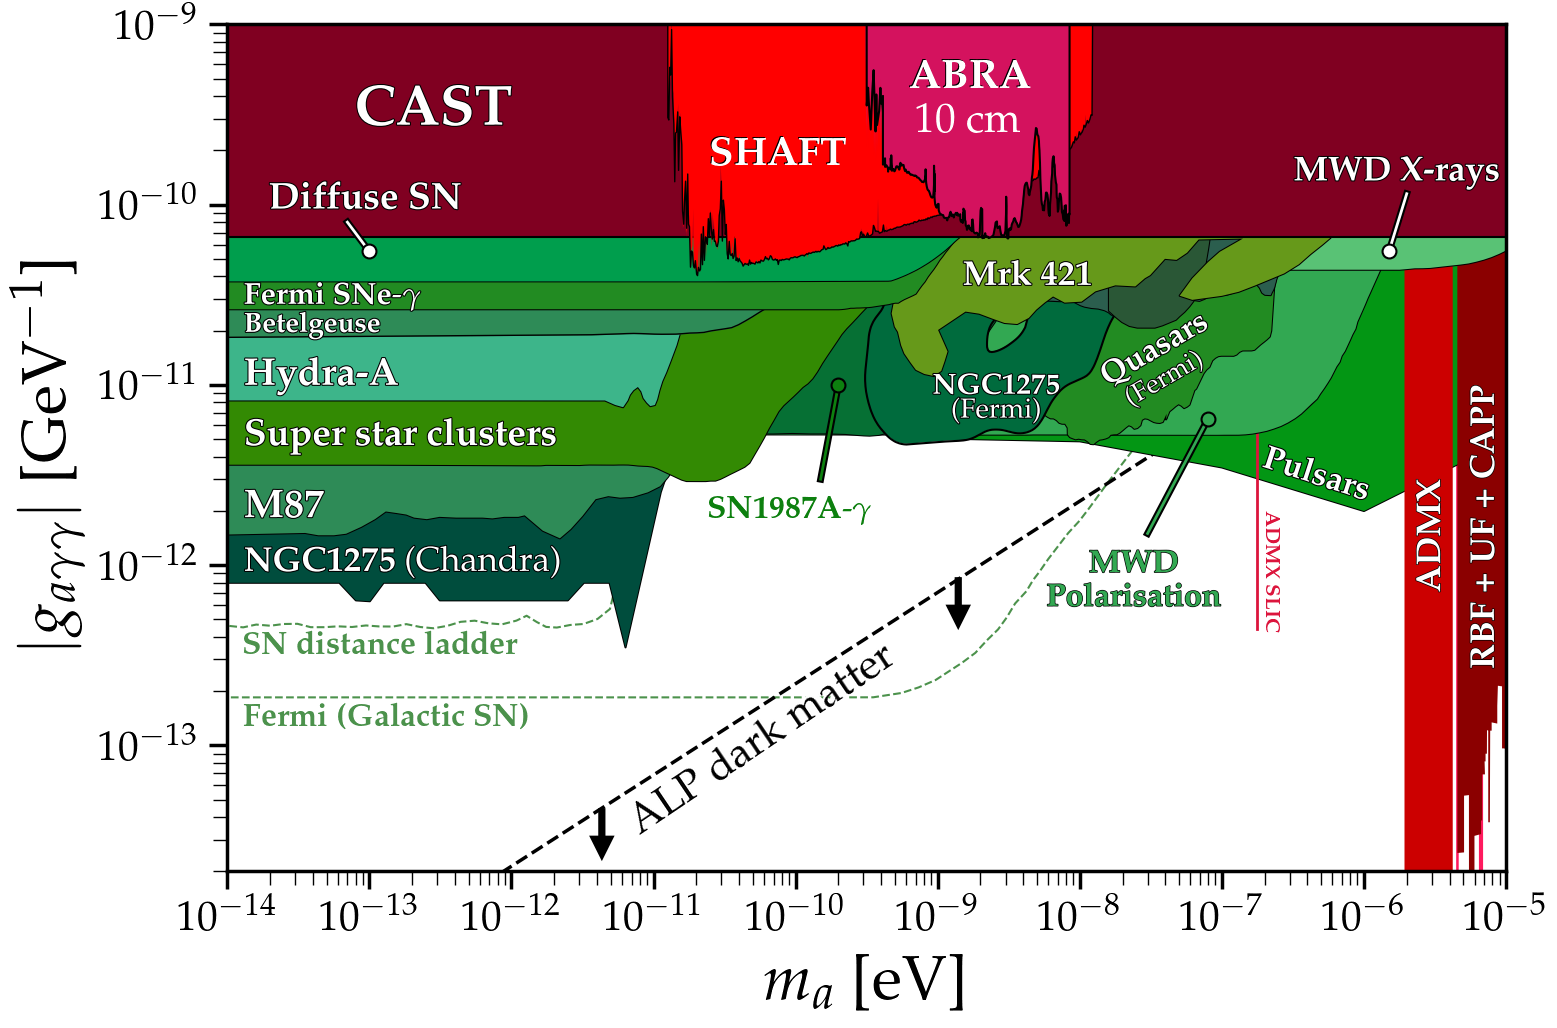 10⁻⁹
10⁻¹⁰
10⁻¹¹
10⁻¹²
10⁻¹³
|g_{aγγ}| [GeV⁻¹]
CAST
SHAFT
ABRA
10 cm
MWD X-rays
Diffuse SN
Mrk 421
Fermi SNe-γ
Betelgeuse
Hydra-A
Quasars
(Fermi)
NGC1275
(Fermi)
Super star clusters
Pulsars
M87
SN1987A-γ
NGC1275 (Chandra)
MWD
Polarisation
ADMX SLIC
ADMX
RBF + UF + CAPP
SN distance ladder
Fermi (Galactic SN)
ALP dark matter
10⁻¹⁴ 10⁻¹³ 10⁻¹² 10⁻¹¹ 10⁻¹⁰ 10⁻⁹ 10⁻⁸ 10⁻⁷ 10⁻⁶ 10⁻⁵
mₐ [eV]